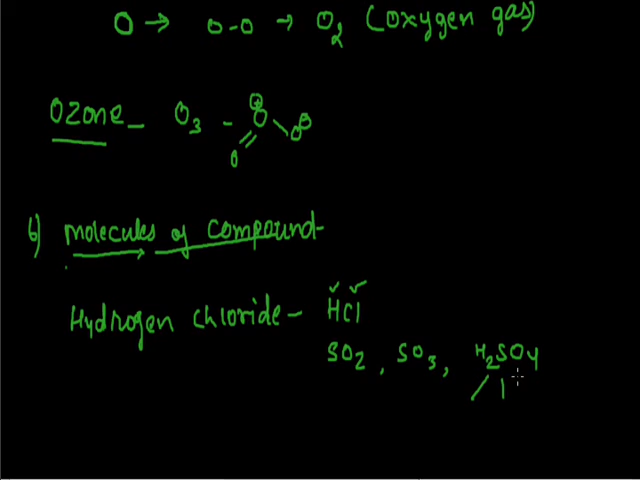 O → O-O → O2 (oxygen gas)
Ozone - O3 - O⊕ O⊖
O
b) molecules of compound-
Hydrogen chloride - HCl
SO2, SO3, H2SO4